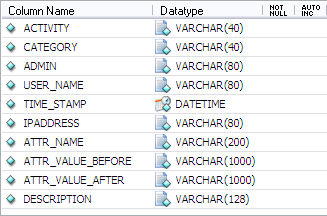 Column Name Datatype NOT NULL AUTO INC
ACTIVITY VARCHAR(40)
CATEGORY VARCHAR(40)
ADMIN VARCHAR(80)
USER_NAME VARCHAR(80)
TIME_STAMP DATETIME
IPADDRESS VARCHAR(80)
ATTR_NAME VARCHAR(200)
ATTR_VALUE_BEFORE VARCHAR(1000)
ATTR_VALUE_AFTER VARCHAR(1000)
DESCRIPTION VARCHAR(128)